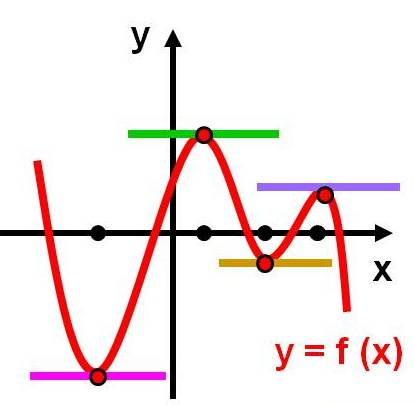 y
x
y = f (x)